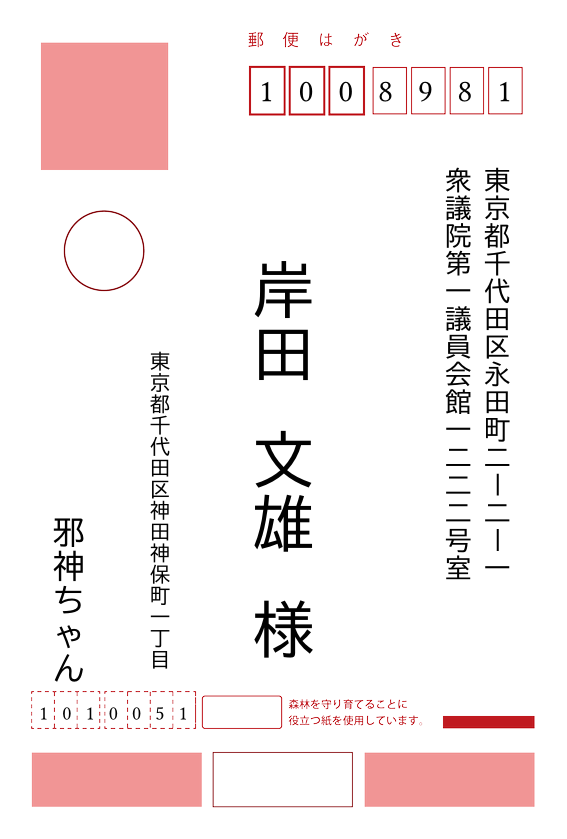 郵便はがき
1008981
東京都千代田区永田町二ー二ー一
衆議院第一議員会館一二二二号室
岸田 文雄 様
東京都千代田区神田神保町一丁目
邪神ちゃん
1010051
森林を守り育てることに
役立つ紙を使用しています。